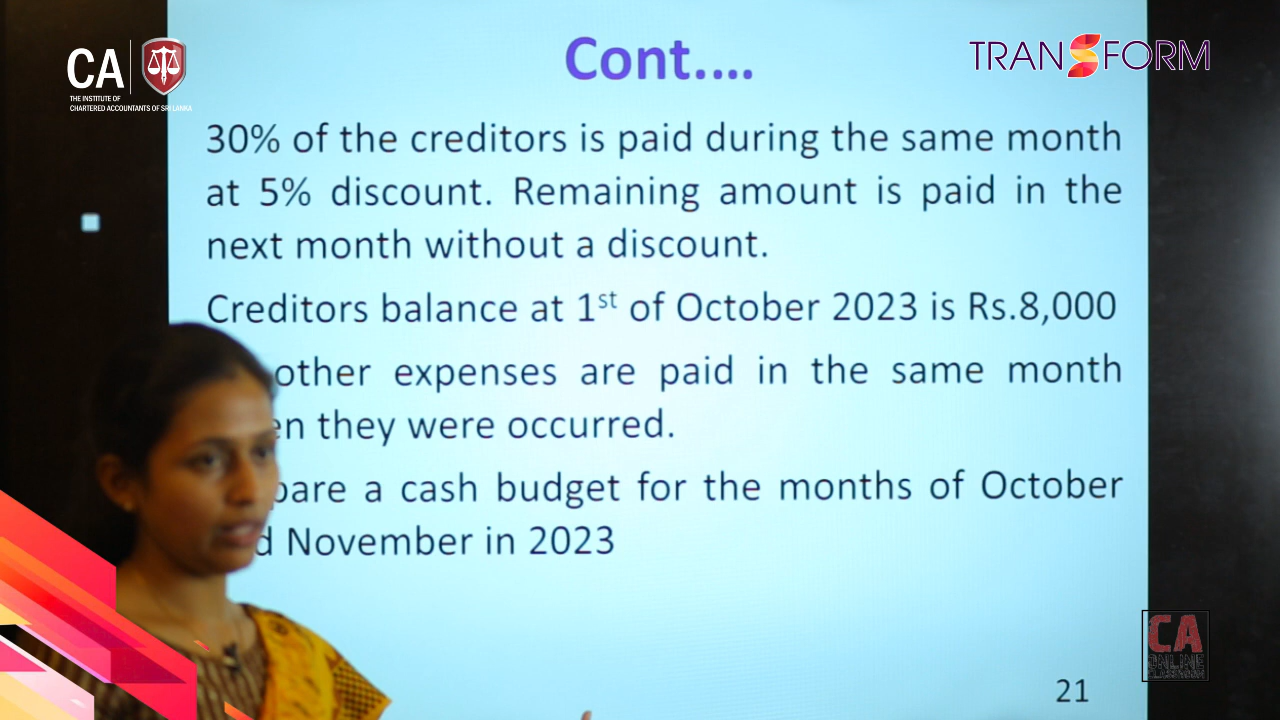 CA
THE INSTITUTE OF
CHARTERED ACCOUNTANTS OF SRI LANKA
Cont....
TRANSFORM
30% of the creditors is paid during the same month
at 5% discount. Remaining amount is paid in the
next month without a discount.
Creditors balance at 1st of October 2023 is Rs.8,000
other expenses are paid in the same month
en they were occurred.
pare a cash budget for the months of October
d November in 2023
CA
ONLINE
CLASSROOM
21